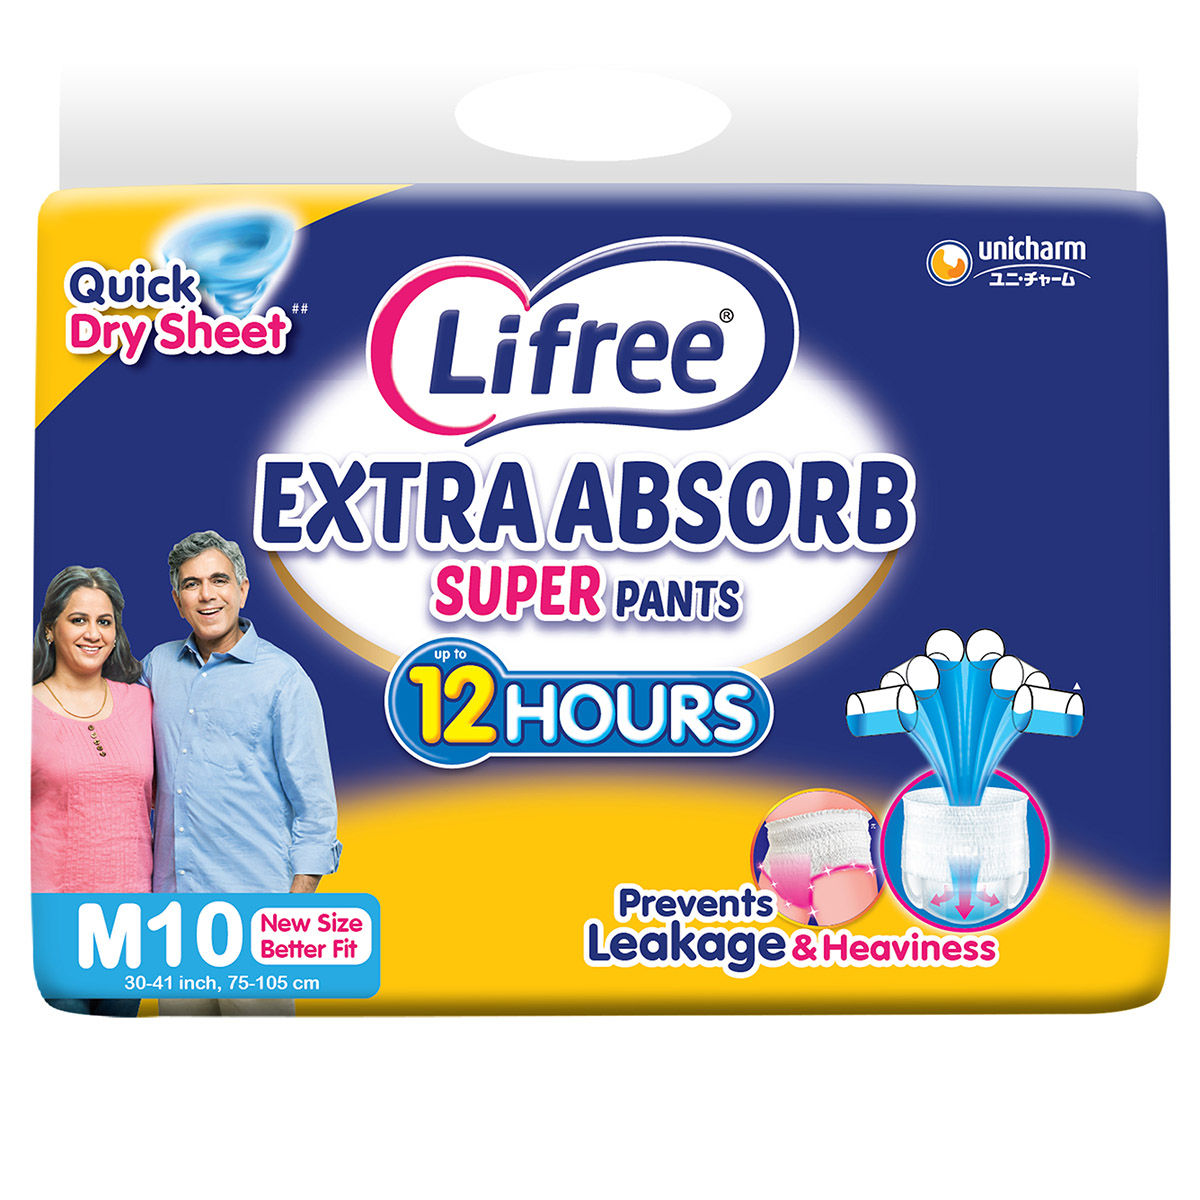 Quick
Dry Sheet##
unicharm
ユニ・チャーム
Lifree®
EXTRA ABSORB
SUPER PANTS
up to
12 HOURS
Prevents
Leakage & Heaviness
M10
New Size
Better Fit
30-41 inch, 75-105 cm